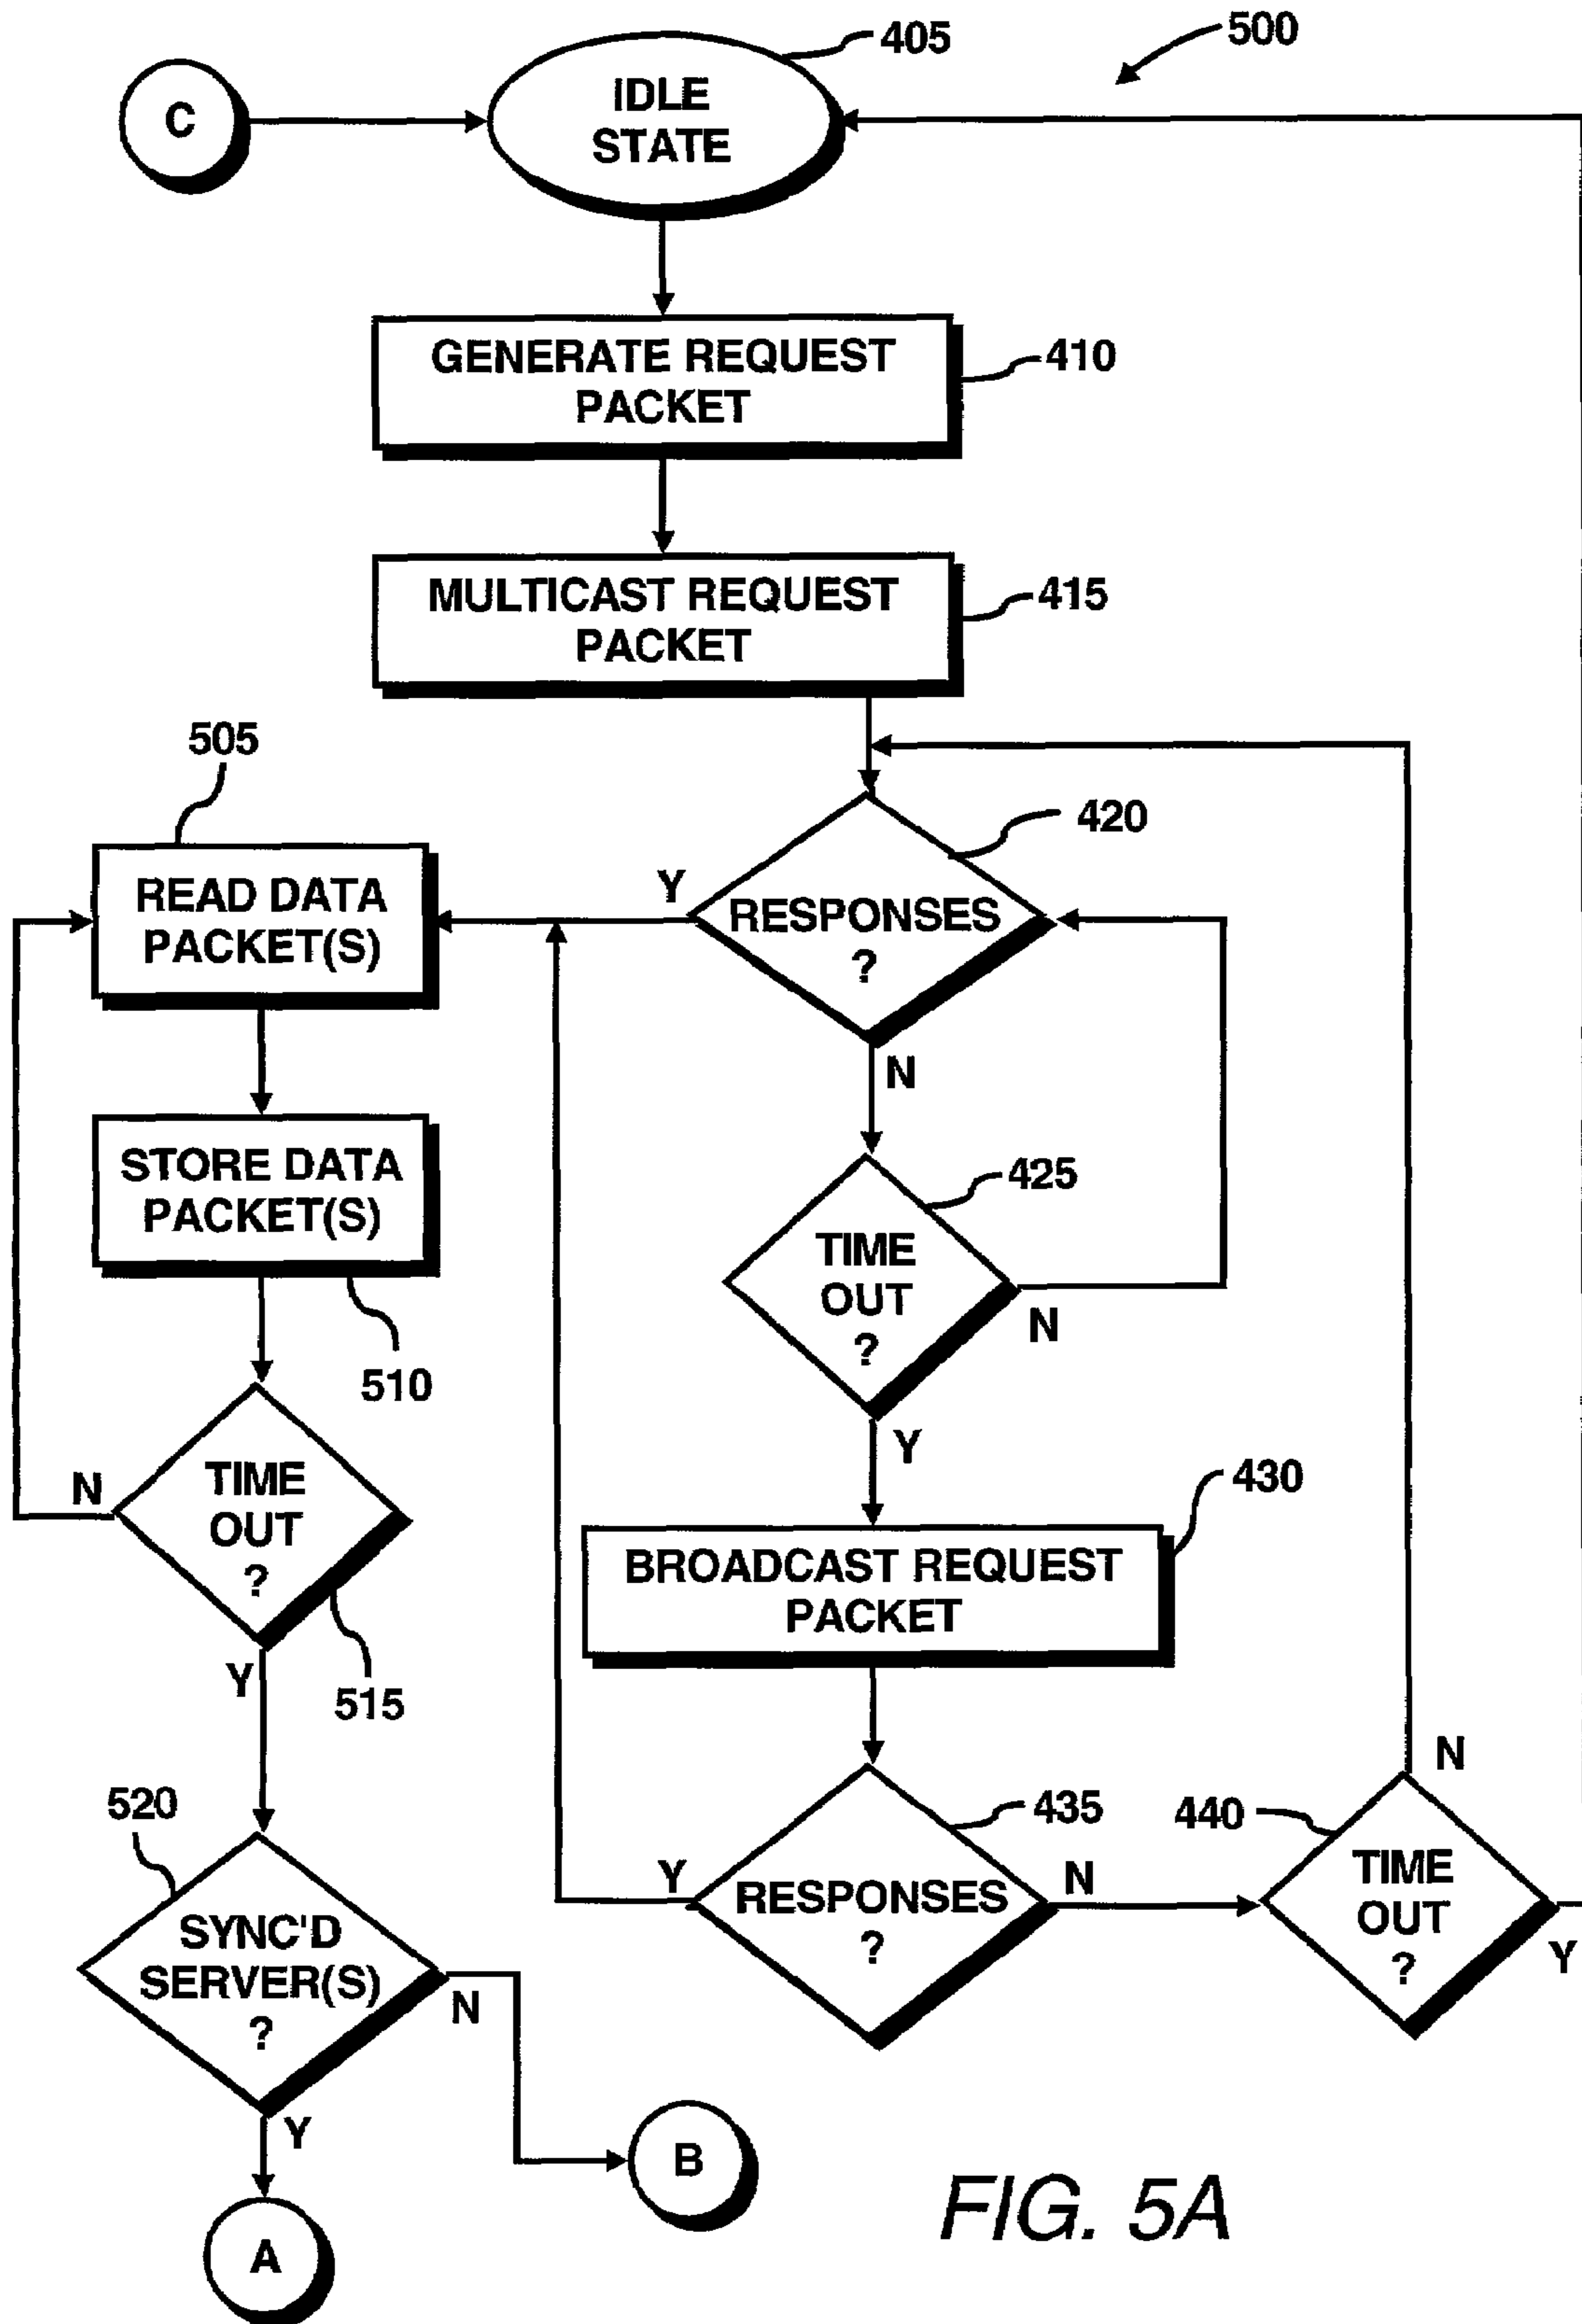 405
500
C
IDLE
STATE
GENERATE REQUEST
PACKET
410
MULTICAST REQUEST
PACKET
415
505
420
READ DATA
PACKET(S)
Y
RESPONSES
?
N
STORE DATA
PACKET(S)
425
TIME
OUT
?
N
510
Y
N
TIME
OUT
?
430
BROADCAST REQUEST
PACKET
Y
515
N
520
435
440
SYNC'D
SERVER(S)
?
N
Y
RESPONSES
?
N
TIME
OUT
?
Y
Y
B
A
FIG. 5A